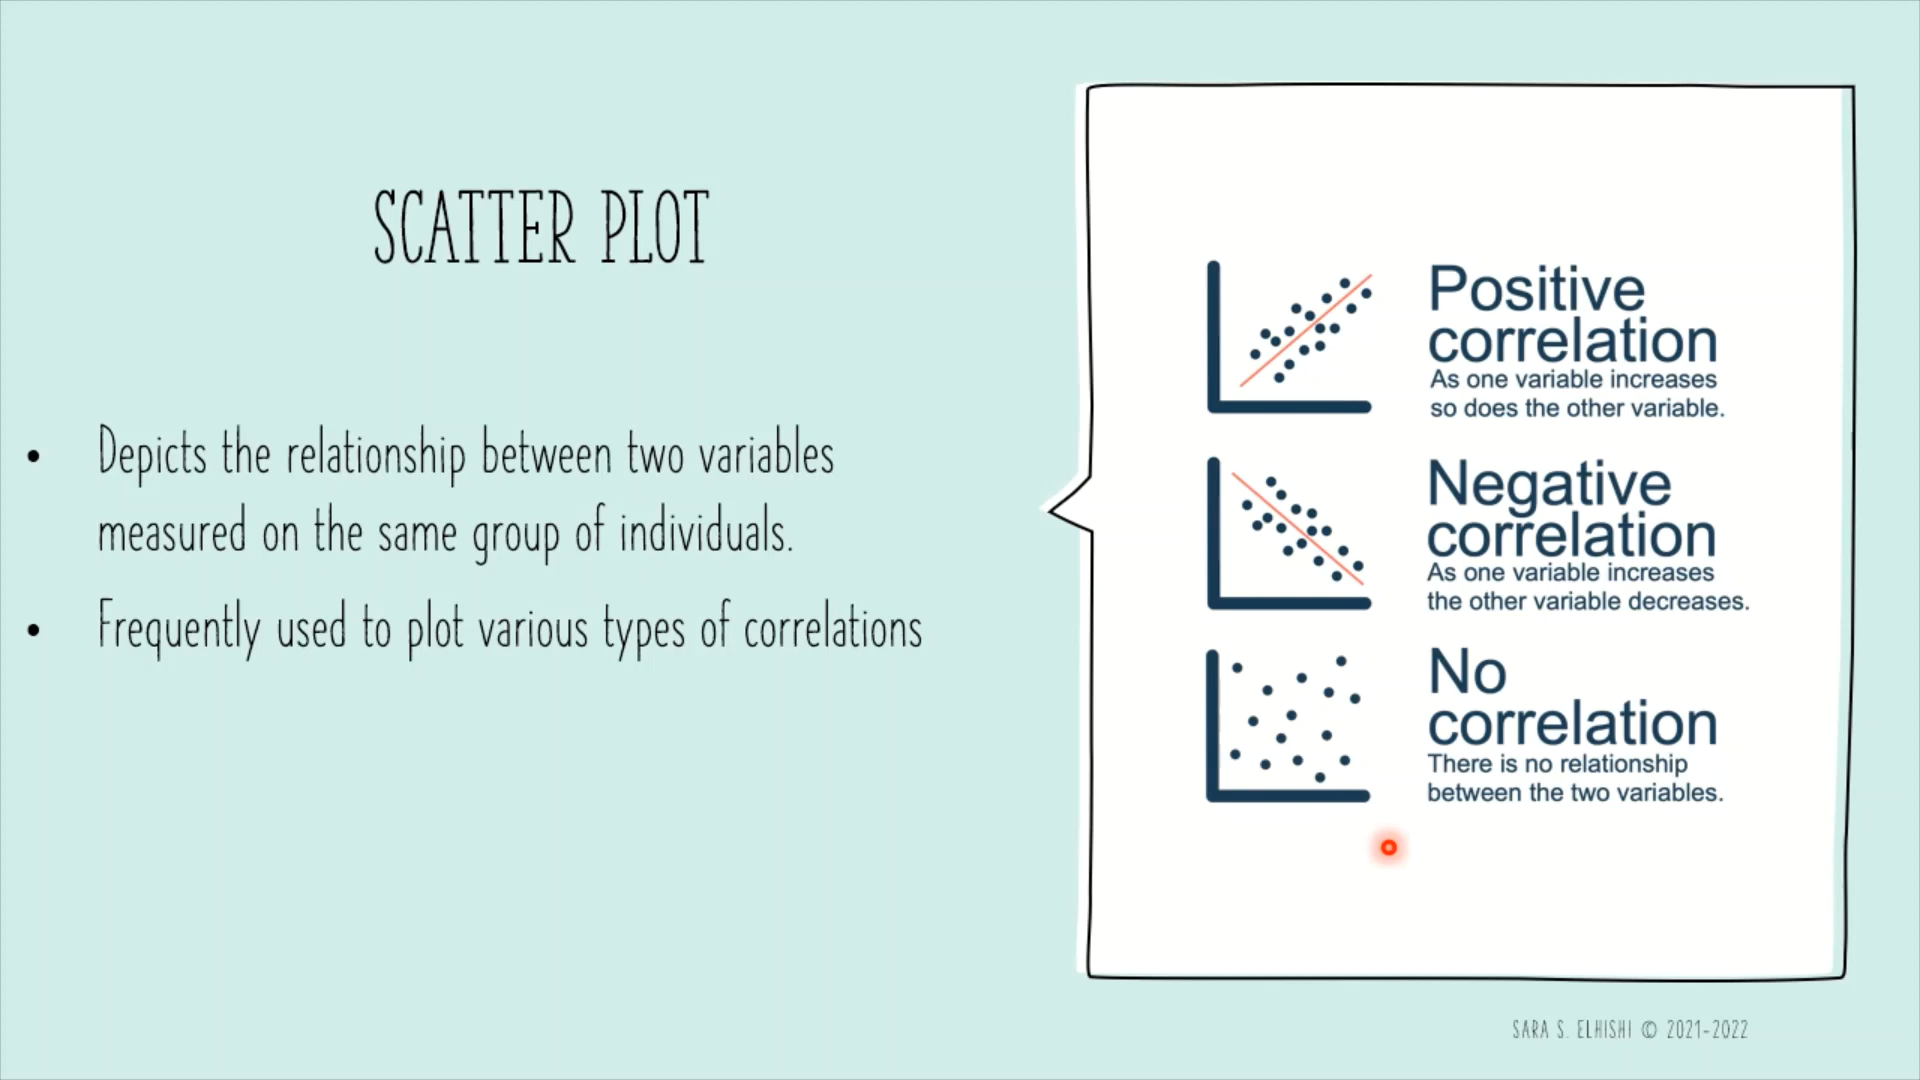 SCATTER PLOT
• Depicts the relationship between two variables
measured on the same group of individuals.
• Frequently used to plot various types of correlations
Positive
correlation
As one variable increases
so does the other variable.
Negative
correlation
As one variable increases
the other variable decreases.
No
correlation
There is no relationship
between the two variables.
SARA S. ELHISHI © 2021-2022